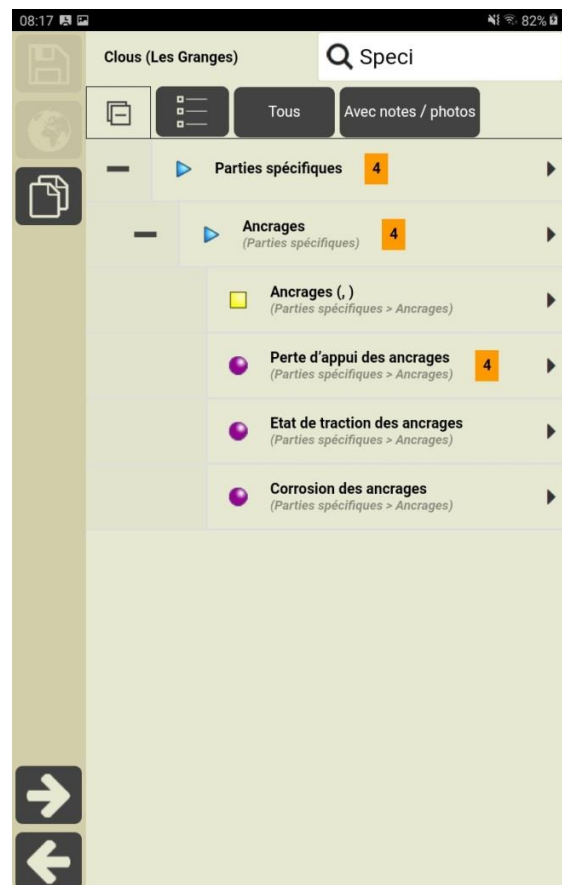 08:17 82%
Clous (Les Granges) Speci
Tous Avec notes / photos
Parties spécifiques 4
Ancrages
(Parties spécifiques) 4
Ancrages (, )
(Parties spécifiques > Ancrages)
Perte d'appui des ancrages
(Parties spécifiques > Ancrages) 4
Etat de traction des ancrages
(Parties spécifiques > Ancrages)
Corrosion des ancrages
(Parties spécifiques > Ancrages)